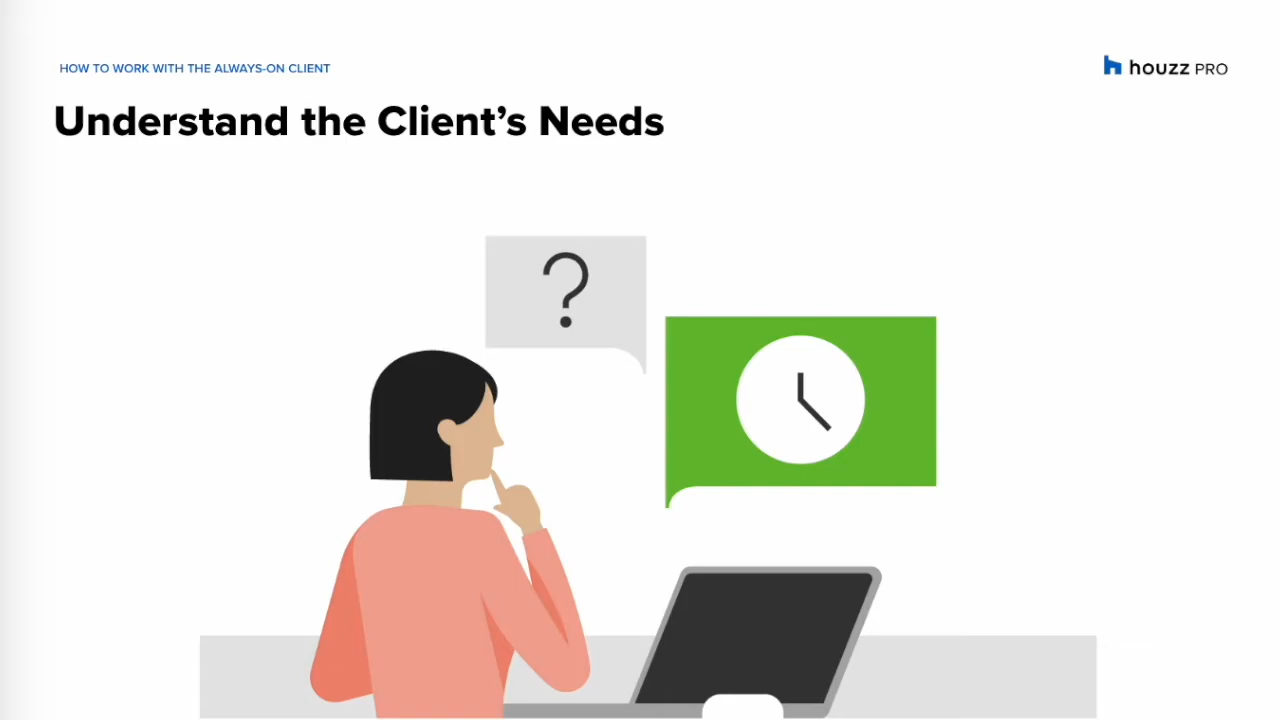 HOW TO WORK WITH THE ALWAYS-ON CLIENT
houzz PRO
Understand the Client’s Needs
?